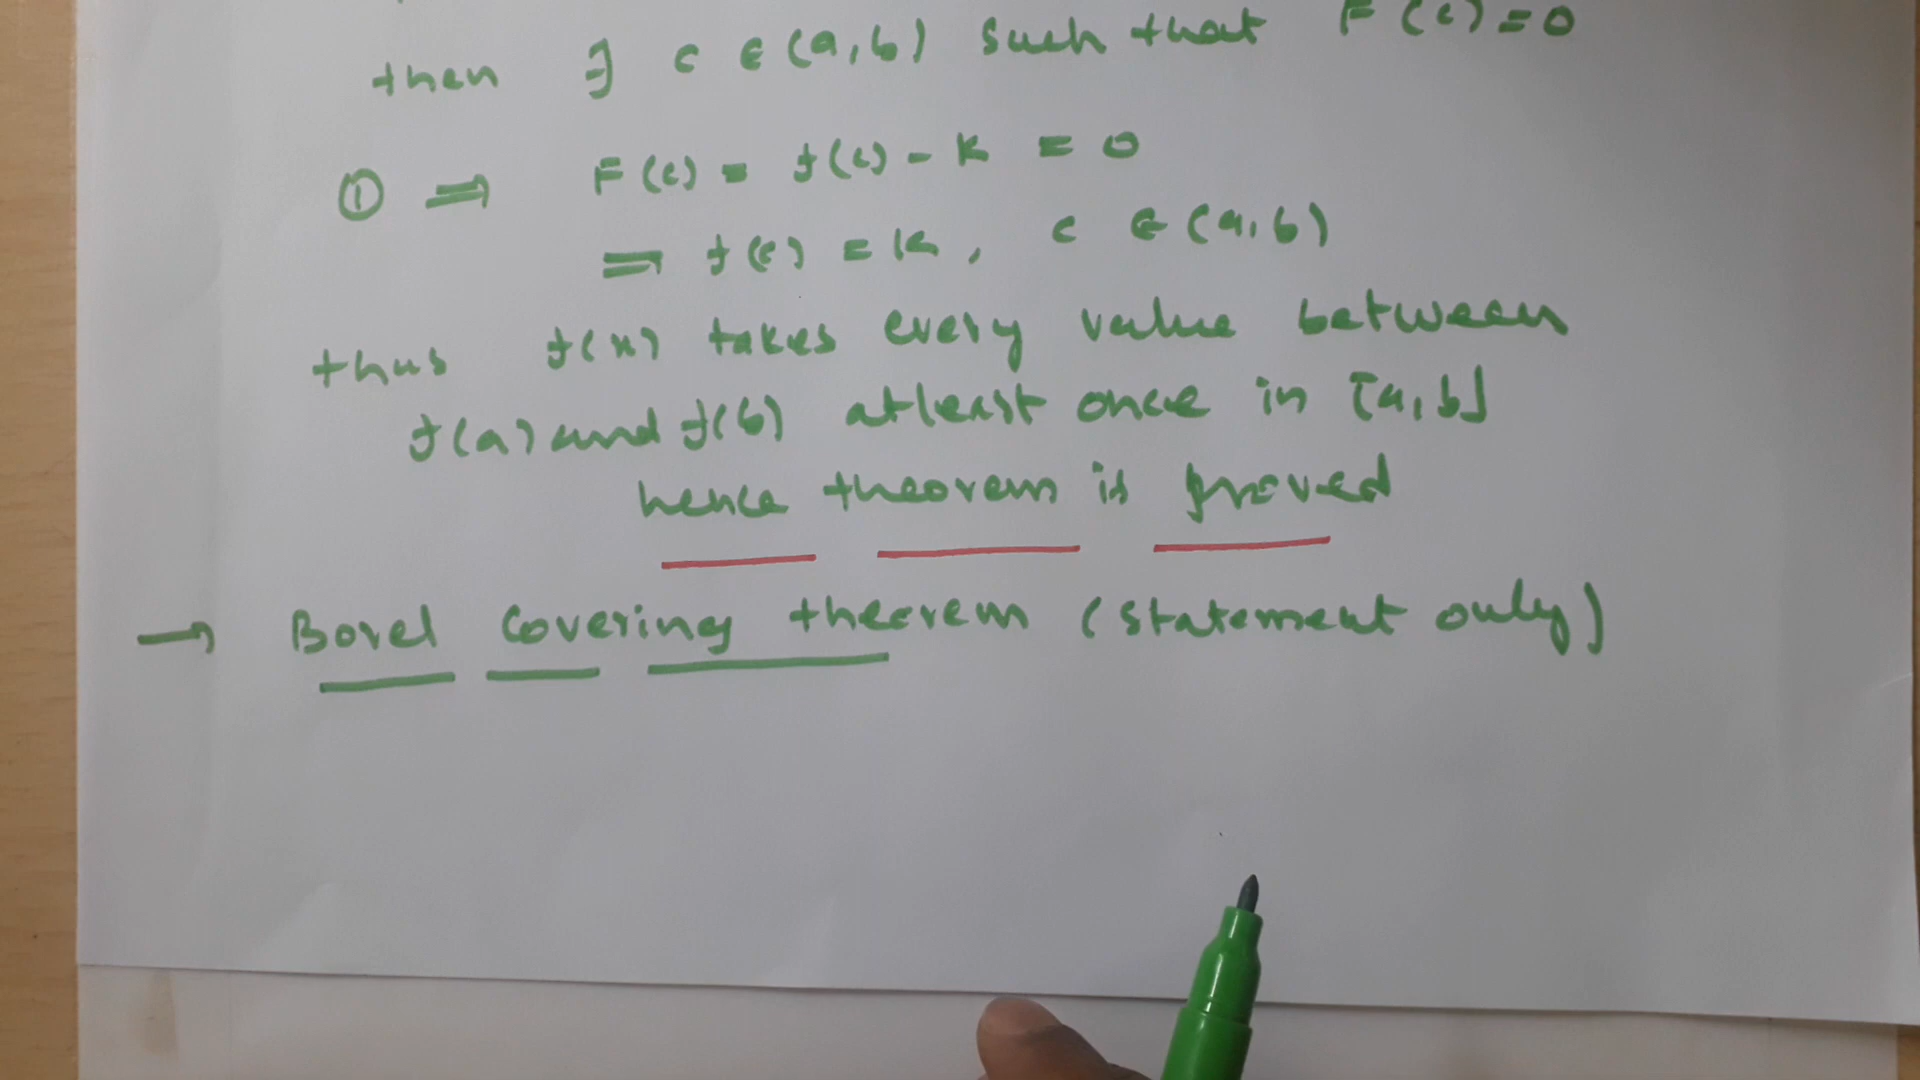 then ∃ c ∈ (a,b) such that F(c)=0
① ⟹ F(c) = f(c) - k = 0
⟹ f(c) = k, c ∈ (a,b)
thus f(x) takes every value between
f(a) and f(b) atleast once in [a,b]
hence theorem is proved
→ Borel Covering theorem (statement only)